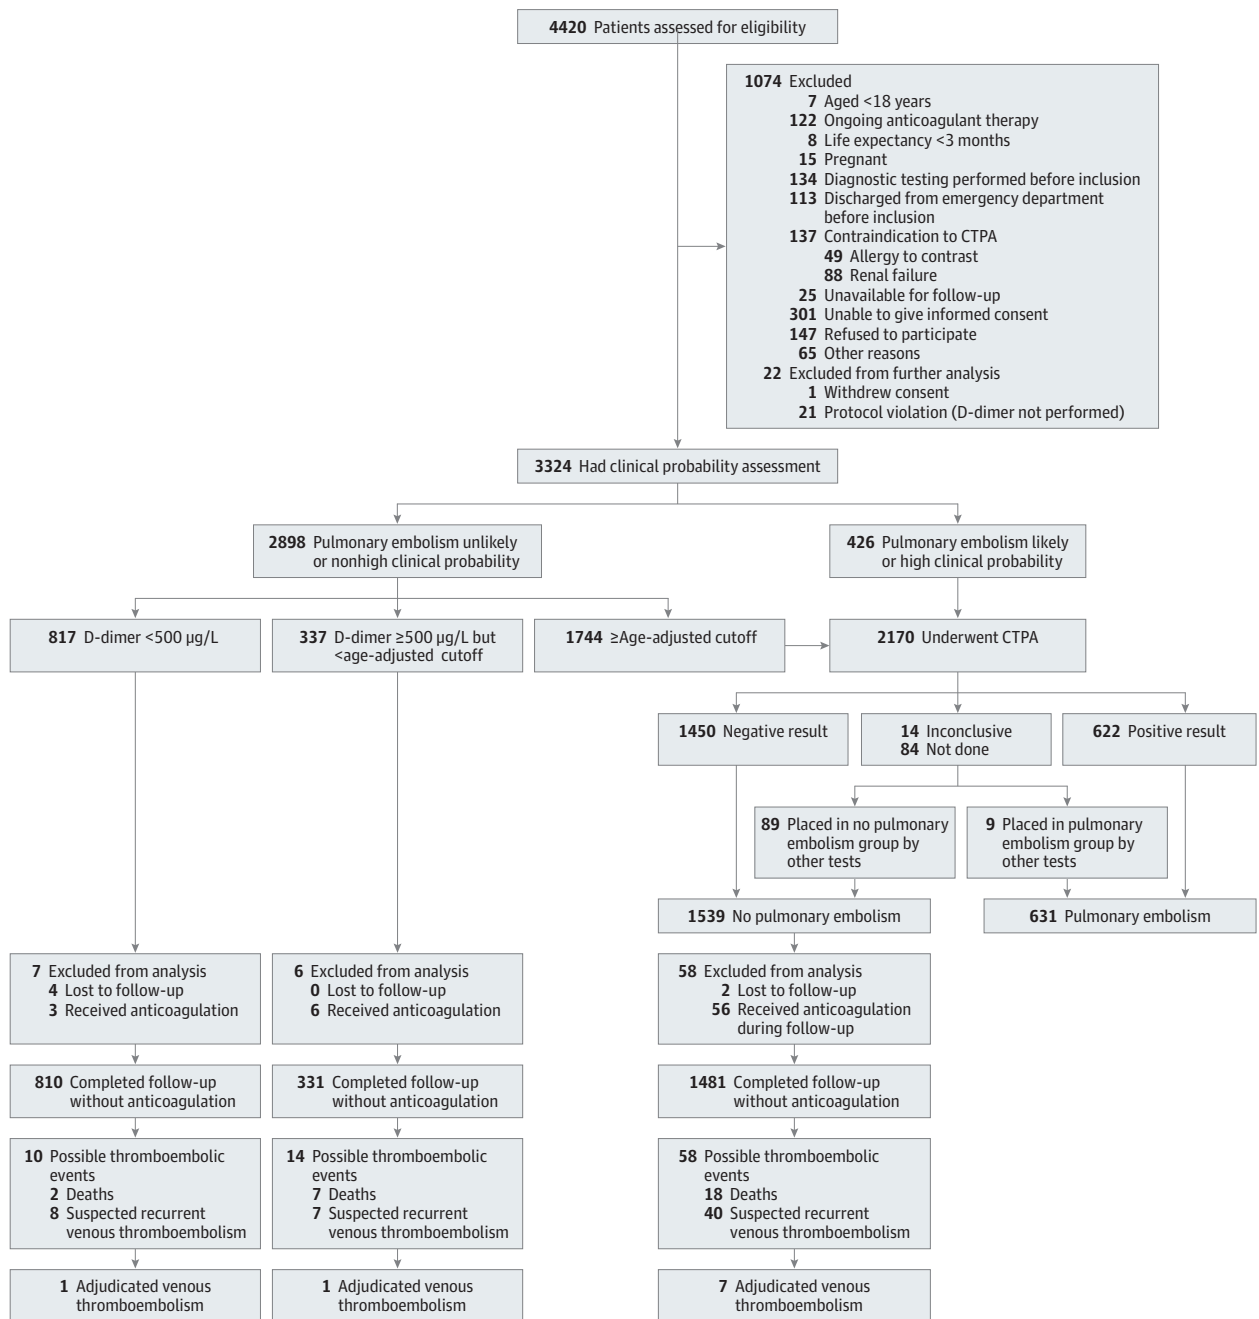 4420 Patients assessed for eligibility
1074 Excluded
7 Aged <18 years
122 Ongoing anticoagulant therapy
8 Life expectancy <3 months
15 Pregnant
134 Diagnostic testing performed before inclusion
113 Discharged from emergency department
before inclusion
137 Contraindication to CTPA
49 Allergy to contrast
88 Renal failure
25 Unavailable for follow-up
301 Unable to give informed consent
147 Refused to participate
65 Other reasons
22 Excluded from further analysis
1 Withdrew consent
21 Protocol violation (D-dimer not performed)
3324 Had clinical probability assessment
2898 Pulmonary embolism unlikely
or nonhigh clinical probability
426 Pulmonary embolism likely
or high clinical probability
817 D-dimer <500 µg/L
337 D-dimer ≥500 µg/L but
<age-adjusted cutoff
1744 ≥Age-adjusted cutoff
2170 Underwent CTPA
1450 Negative result
14 Inconclusive
84 Not done
622 Positive result
89 Placed in no pulmonary
embolism group by
other tests
9 Placed in pulmonary
embolism group by
other tests
1539 No pulmonary embolism
631 Pulmonary embolism
7 Excluded from analysis
4 Lost to follow-up
3 Received anticoagulation
6 Excluded from analysis
0 Lost to follow-up
6 Received anticoagulation
58 Excluded from analysis
2 Lost to follow-up
56 Received anticoagulation
during follow-up
810 Completed follow-up
without anticoagulation
331 Completed follow-up
without anticoagulation
1481 Completed follow-up
without anticoagulation
10 Possible thromboembolic
events
2 Deaths
8 Suspected recurrent
venous thromboembolism
14 Possible thromboembolic
events
7 Deaths
7 Suspected recurrent
venous thromboembolism
58 Possible thromboembolic
events
18 Deaths
40 Suspected recurrent
venous thromboembolism
1 Adjudicated venous
thromboembolism
1 Adjudicated venous
thromboembolism
7 Adjudicated venous
thromboembolism